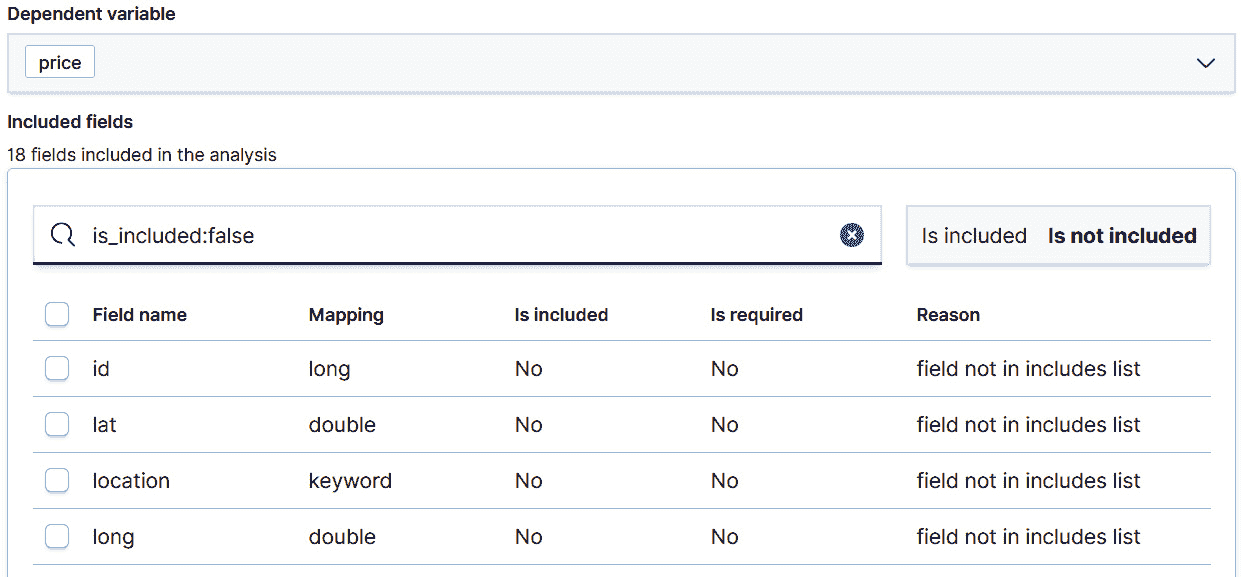 Dependent variable
price
Included fields
18 fields included in the analysis
is_included:false
Is included Is not included
Field name Mapping Is included Is required Reason
id long No No field not in includes list
lat double No No field not in includes list
location keyword No No field not in includes list
long double No No field not in includes list